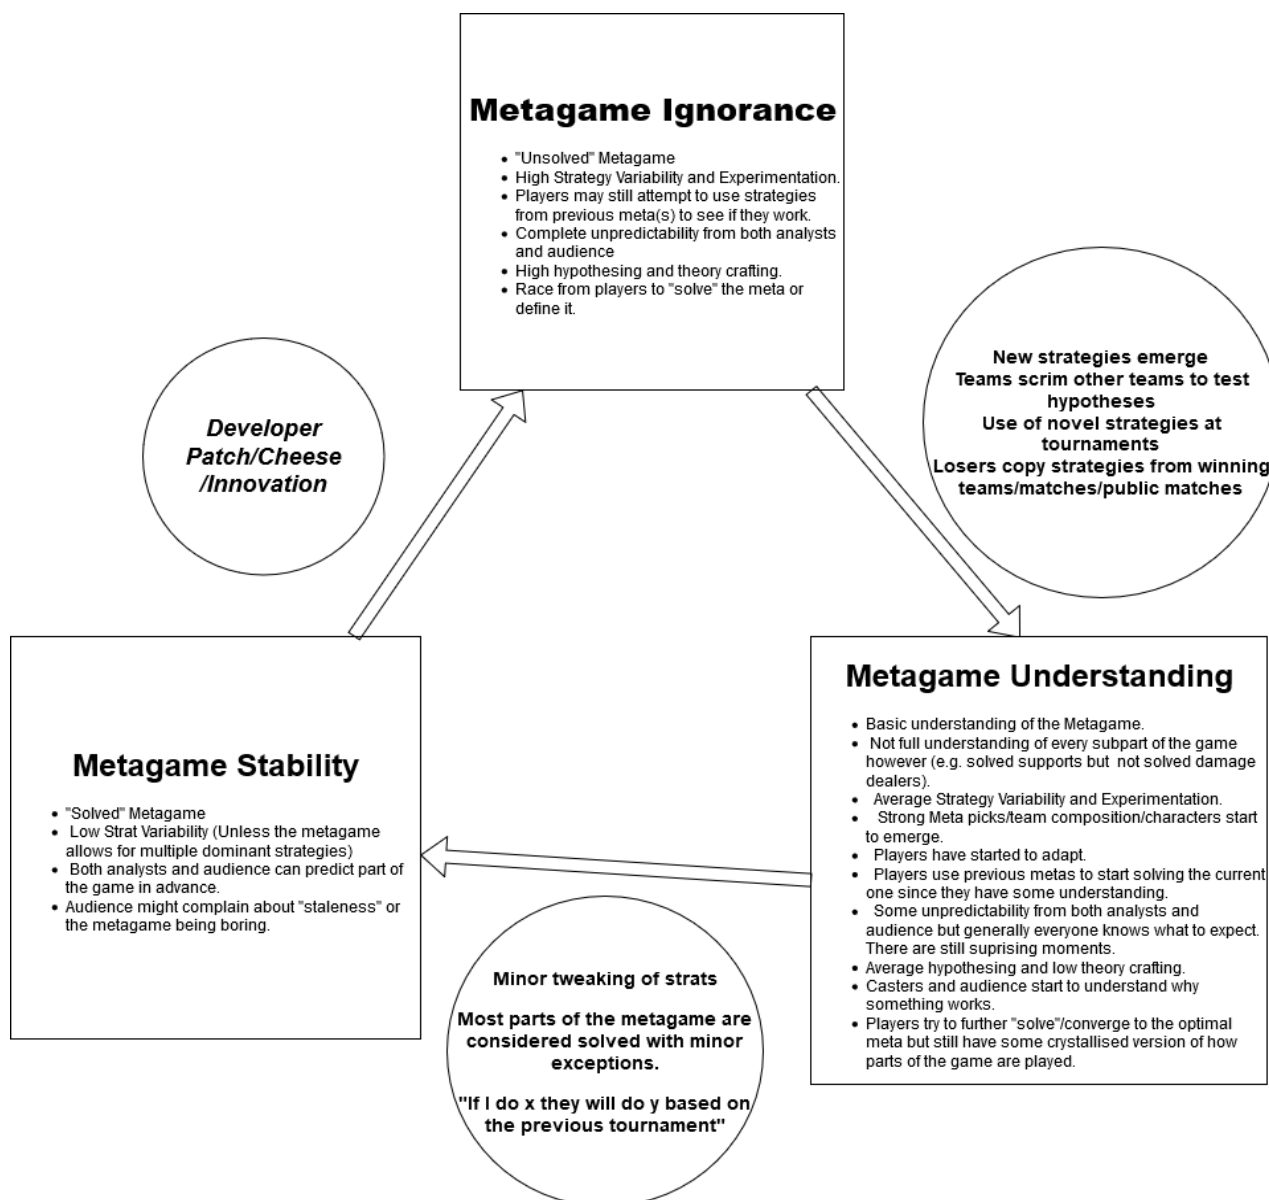 Metagame Ignorance
"Unsolved" Metagame
High Strategy Variability and Experimentation.
Players may still attempt to use strategies
from previous meta(s) to see if they work.
Complete unpredictability from both analysts
and audience
High hypothesing and theory crafting.
Race from players to "solve" the meta or
define it.
New strategies emerge
Teams scrim other teams to test
hypotheses
Use of novel strategies at
tournaments
Losers copy strategies from winning
teams/matches/public matches
Developer
Patch/Cheese
/Innovation
Metagame Understanding
Basic understanding of the Metagame.
Not full understanding of every subpart of the game
however (e.g. solved supports but not solved damage
dealers).
Average Strategy Variability and Experimentation.
Strong Meta picks/team composition/characters start
to emerge.
Players have started to adapt.
Players use previous metas to start solving the current
one since they have some understanding.
Some unpredictability from both analysts and
audience but generally everyone knows what to expect.
There are still suprising moments.
Average hypothesing and low theory crafting.
Casters and audience start to understand why
something works.
Players try to further "solve"/converge to the optimal
meta but still have some crystallised version of how
parts of the game are played.
Metagame Stability
"Solved" Metagame
Low Strat Variability (Unless the metagame
allows for multiple dominant strategies)
Both analysts and audience can predict part of
the game in advance.
Audience might complain about "staleness" or
the metagame being boring.
Minor tweaking of strats
Most parts of the metagame are
considered solved with minor
exceptions.
"If I do x they will do y based on
the previous tournament"